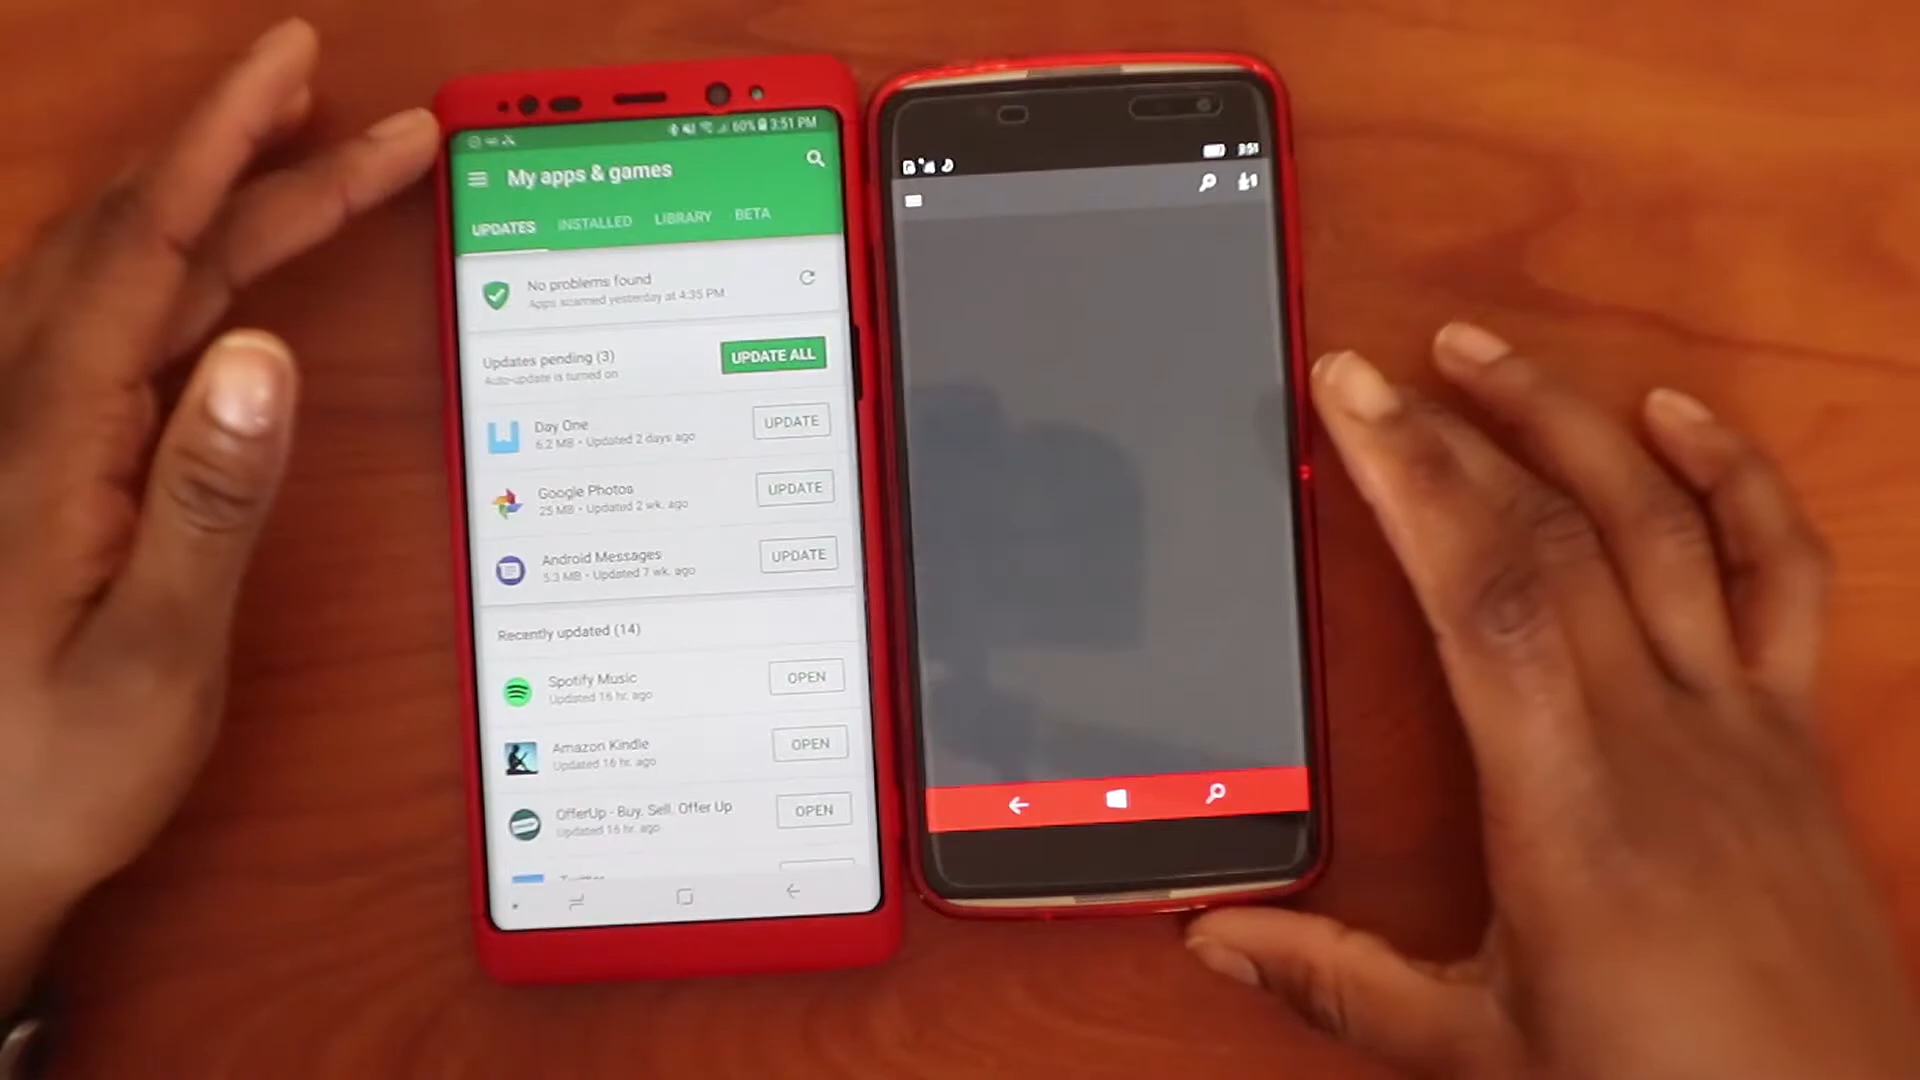 60% 3:51 PM
My apps & games
UPDATES INSTALLED LIBRARY BETA
No problems found
Apps scanned yesterday at 4:35 PM
Updates pending (3)
Auto-update is turned on
UPDATE ALL
Day One
6.2 MB • Updated 2 days ago
UPDATE
Google Photos
25 MB • Updated 2 wk. ago
UPDATE
Android Messages
5.3 MB • Updated 7 wk. ago
UPDATE
Recently updated (14)
Spotify Music
Updated 16 hr. ago
OPEN
Amazon Kindle
Updated 16 hr. ago
OPEN
OfferUp - Buy. Sell. Offer Up
Updated 16 hr. ago
OPEN
3:51